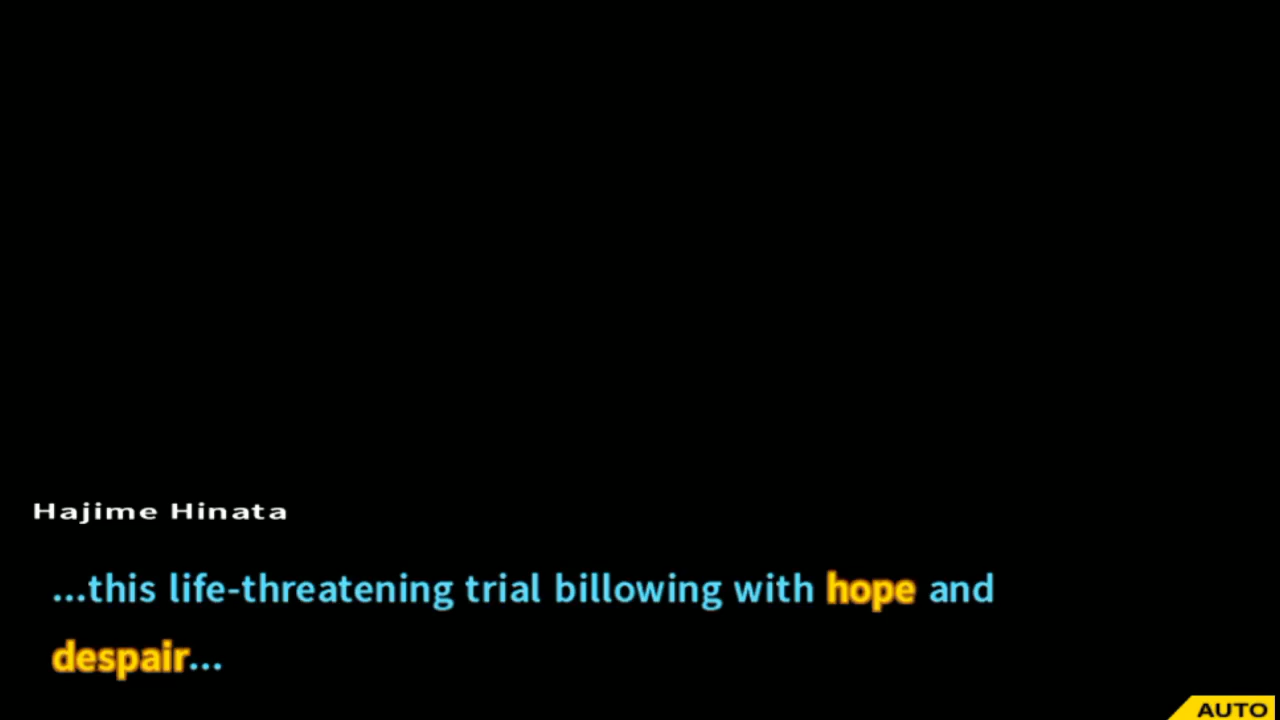 Hajime Hinata
...this life-threatening trial billowing with hope and
despair...
AUTO